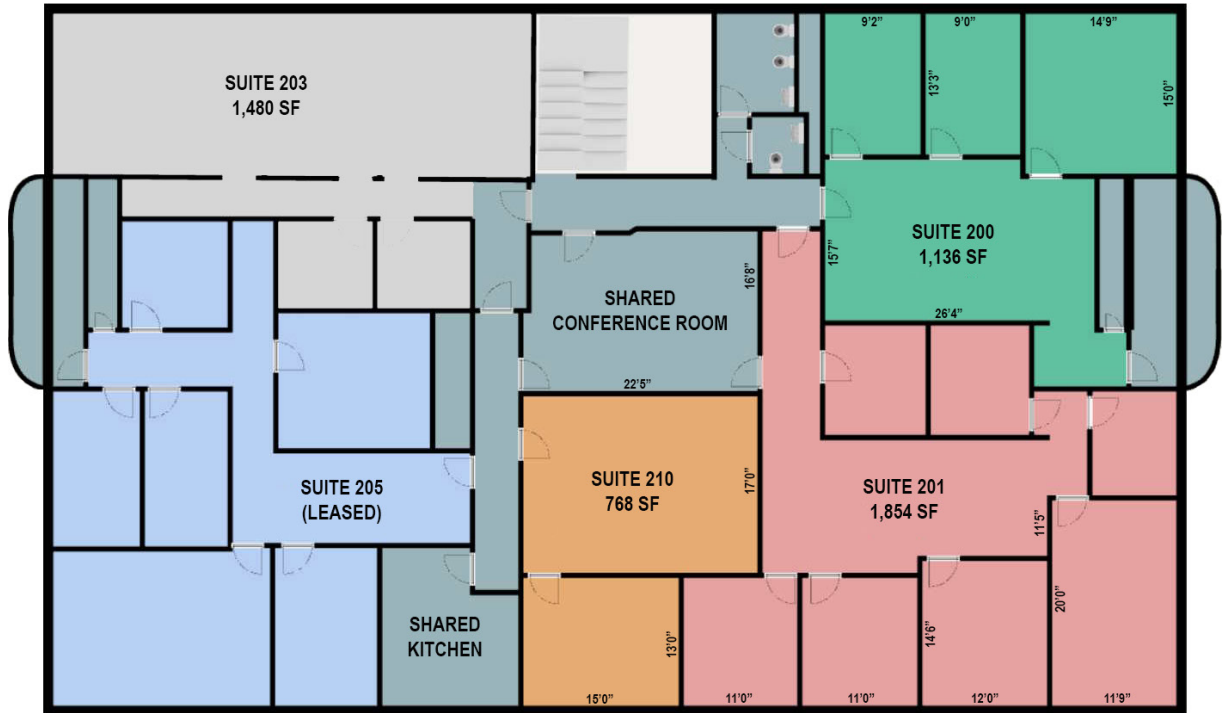 9'2"
9'0"
14'9"
13'3"
15'0"
SUITE 203
1,480 SF
SUITE 200
1,136 SF
15'7"
26'4"
16'8"
SHARED
CONFERENCE ROOM
22'5"
SUITE 210
768 SF
17'0"
SUITE 205
(LEASED)
SUITE 201
1,854 SF
11'5"
SHARED
KITCHEN
13'0"
15'0"
11'0"
11'0"
14'6"
12'0"
20'0"
11'9"